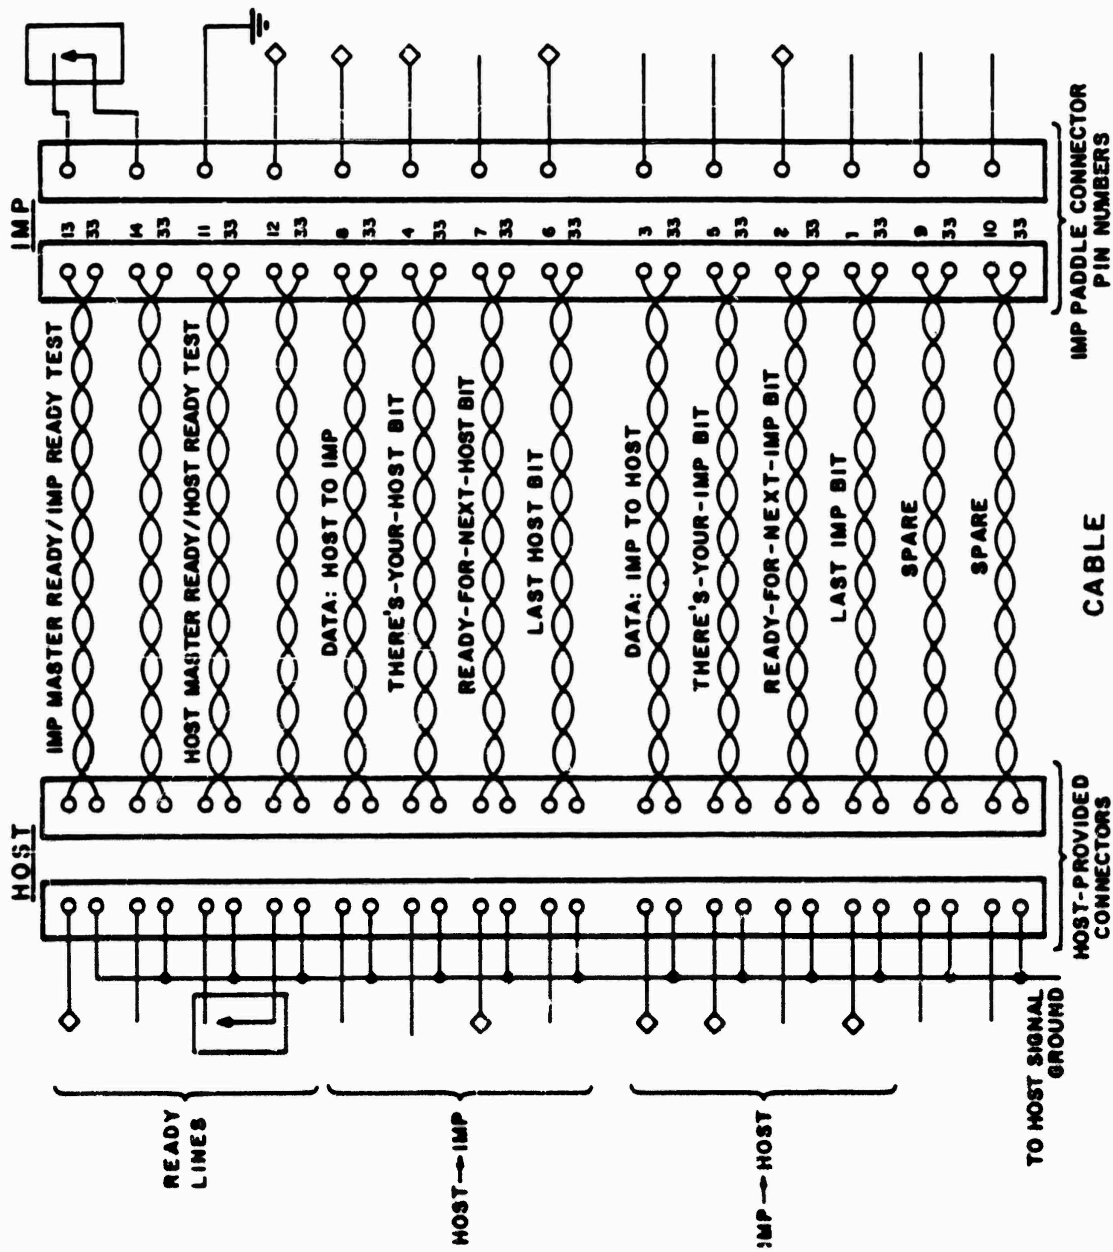 HOST
IMP
IMP MASTER READY/IMP READY TEST
13
33
14
33
HOST MASTER READY/HOST READY TEST
11
33
12
33
DATA: HOST TO IMP
8
33
THERE'S-YOUR-HOST BIT
4
33
READY-FOR-NEXT-HOST BIT
7
33
LAST HOST BIT
6
33
DATA: IMP TO HOST
3
33
THERE'S-YOUR-IMP BIT
5
33
READY-FOR-NEXT-IMP BIT
2
33
LAST IMP BIT
1
33
SPARE
9
33
SPARE
10
33
READY
LINES
HOST→IMP
IMP→HOST
TO HOST SIGNAL
GROUND
HOST-PROVIDED
CONNECTORS
CABLE
IMP PADDLE CONNECTOR
PIN NUMBERS